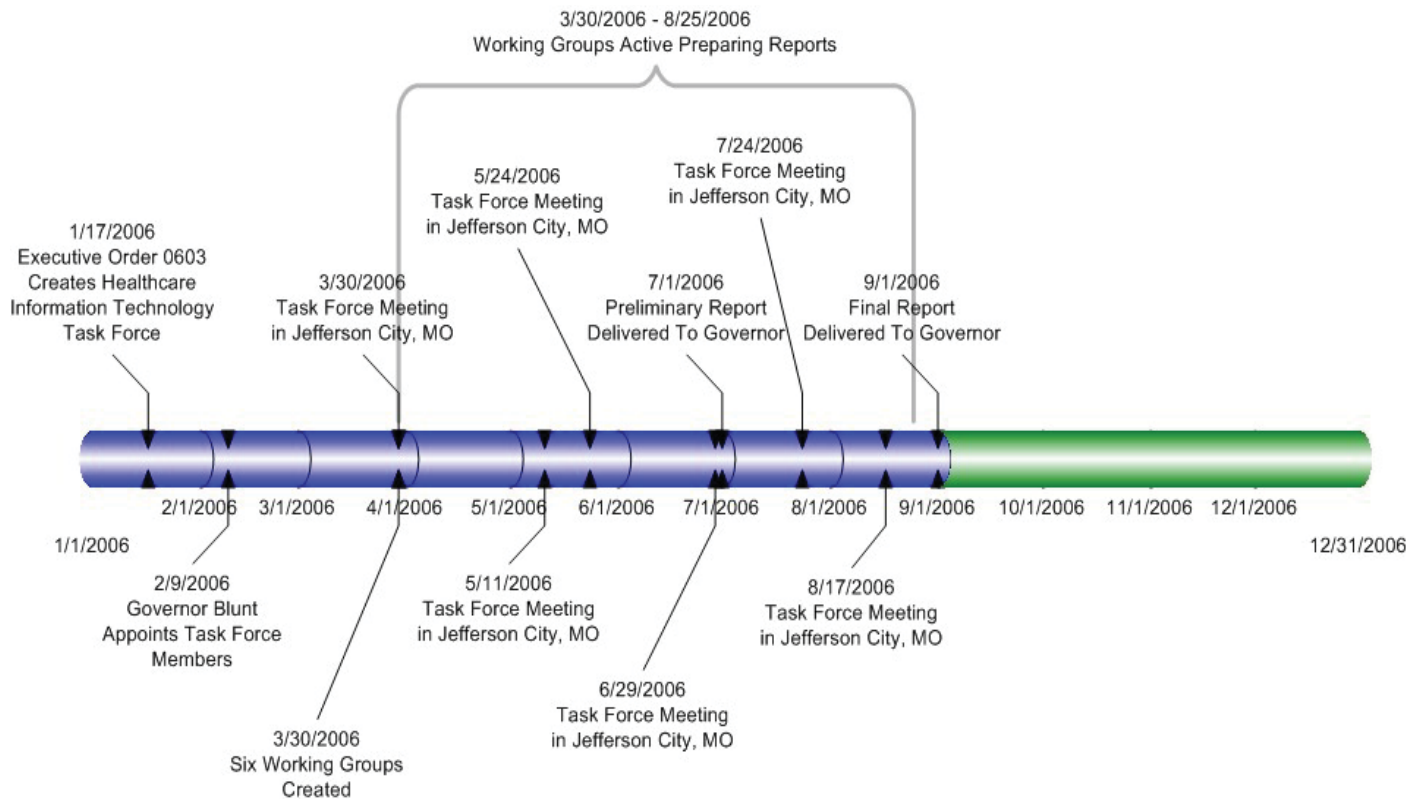 3/30/2006 - 8/25/2006
Working Groups Active Preparing Reports
7/24/2006
Task Force Meeting
in Jefferson City, MO
5/24/2006
Task Force Meeting
in Jefferson City, MO
1/17/2006
Executive Order 0603
Creates Healthcare
Information Technology
Task Force
3/30/2006
Task Force Meeting
in Jefferson City, MO
7/1/2006
Preliminary Report
Delivered To Governor
9/1/2006
Final Report
Delivered To Governor
2/1/2006
3/1/2006
4/1/2006
5/1/2006
6/1/2006
7/1/2006
8/1/2006
9/1/2006
10/1/2006
11/1/2006
12/1/2006
1/1/2006
12/31/2006
2/9/2006
Governor Blunt
Appoints Task Force
Members
5/11/2006
Task Force Meeting
in Jefferson City, MO
8/17/2006
Task Force Meeting
in Jefferson City, MO
6/29/2006
Task Force Meeting
in Jefferson City, MO
3/30/2006
Six Working Groups
Created